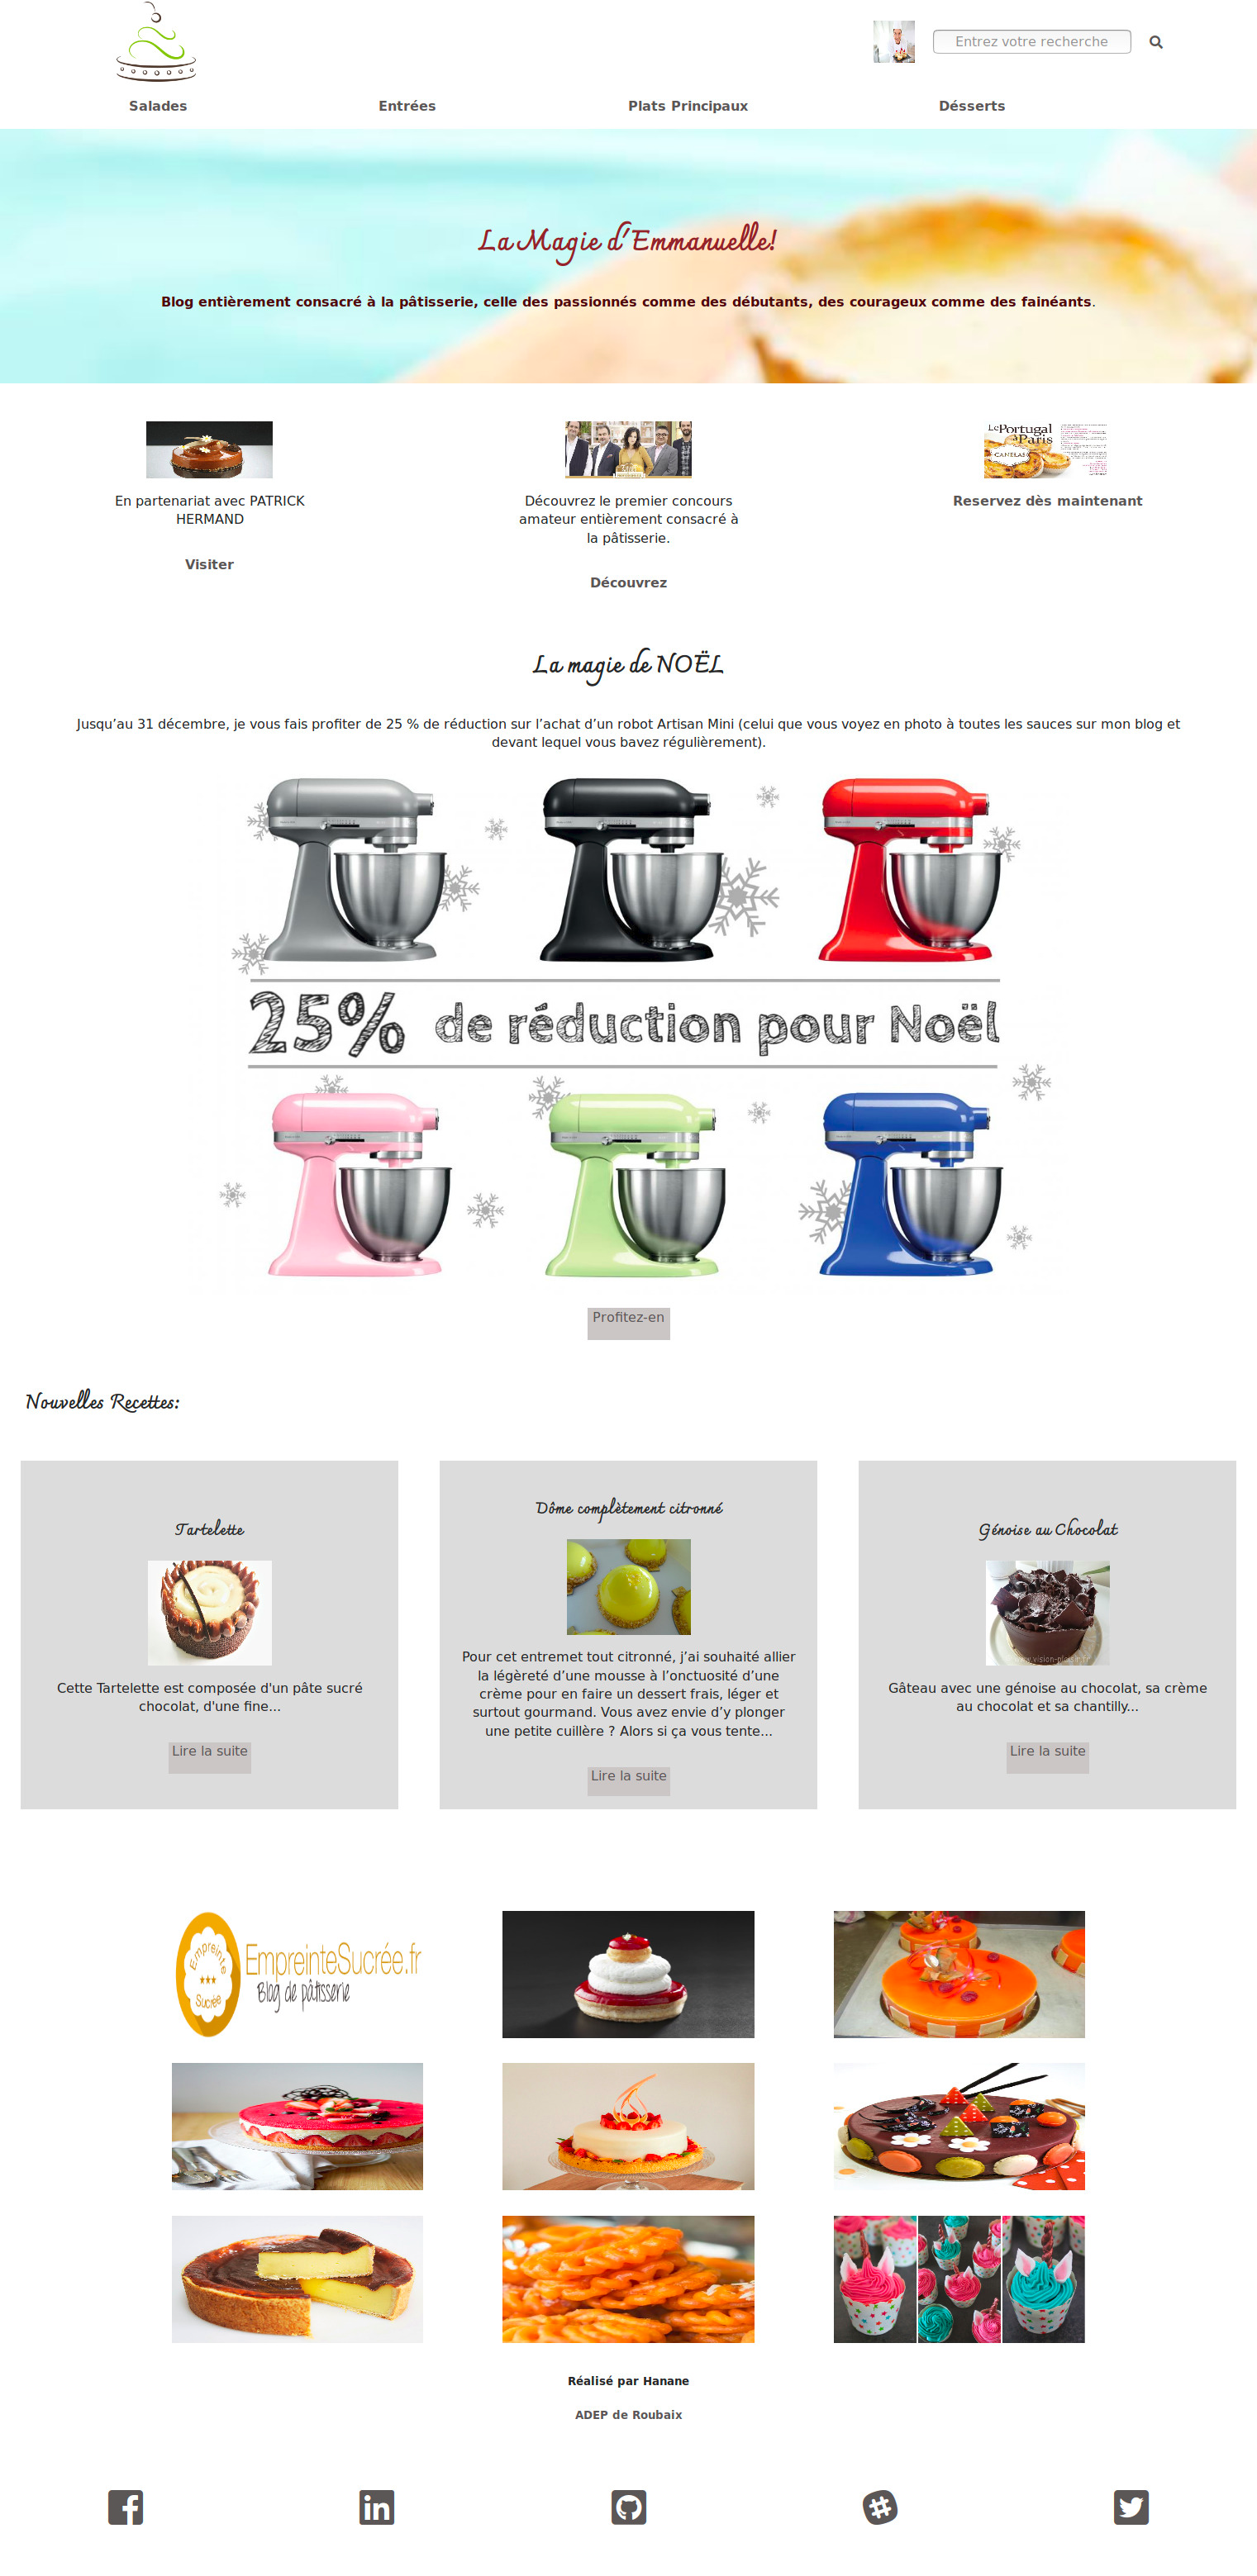 Entrez votre recherche
Salades
Entrées
Plats Principaux
Désserts
La Magie d'Emmanuelle!
Blog entièrement consacré à la pâtisserie, celle des passionnés comme des débutants, des courageux comme des fainéants.
En partenariat avec PATRICK
HERMAND
Visiter
Découvrez le premier concours
amateur entièrement consacré à
la pâtisserie.
Découvrez
Le Portugal
à Paris
CANELAS
Reservez dès maintenant
La magie de NOËL
Jusqu’au 31 décembre, je vous fais profiter de 25 % de réduction sur l’achat d’un robot Artisan Mini (celui que vous voyez en photo à toutes les sauces sur mon blog et
devant lequel vous bavez régulièrement).
25% de réduction pour Noël
Profitez-en
Nouvelles Recettes:
Tartelette
Cette Tartelette est composée d'un pâte sucré
chocolat, d'une fine...
Lire la suite
Dôme complètement citronné
Pour cet entremet tout citronné, j’ai souhaité allier
la légèreté d’une mousse à l’onctuosité d’une
crème pour en faire un dessert frais, léger et
surtout gourmand. Vous avez envie d’y plonger
une petite cuillère ? Alors si ça vous tente...
Lire la suite
Génoise au Chocolat
www.vision-plaisir.fr
Gâteau avec une génoise au chocolat, sa crème
au chocolat et sa chantilly...
Lire la suite
Empreinte
Sucrée
EmpreinteSucrée.fr
Blog de pâtisserie
Réalisé par Hanane
ADEP de Roubaix